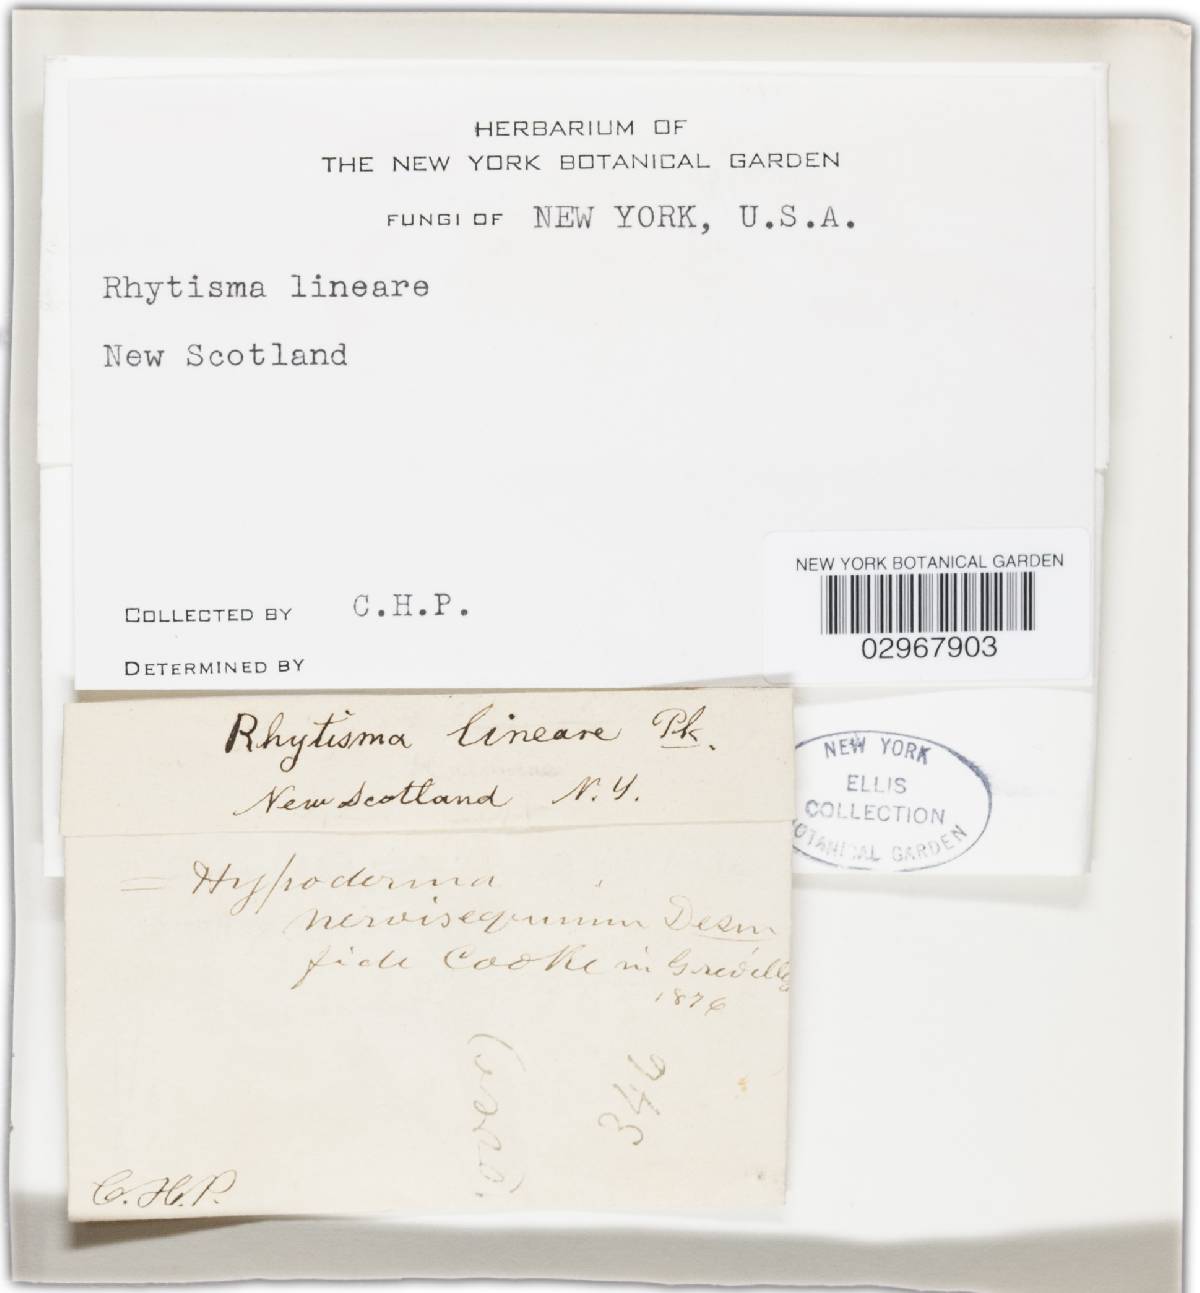 HERBARIUM OF
THE NEW YORK BOTANICAL GARDEN
FUNGI OF NEW YORK, U.S.A.
Rhytisma lineare
New Scotland
COLLECTED BY C.H.P.
DETERMINED BY
NEW YORK BOTANICAL GARDEN
02967903
Rhytisma lineare Pk.
New Scotland N.Y.
NEW YORK
ELLIS
COLLECTION
BOTANICAL GARDEN
= Hypoderma
nervisequium Desm
fide Cooke in Grevillea
1876
C.H.P.